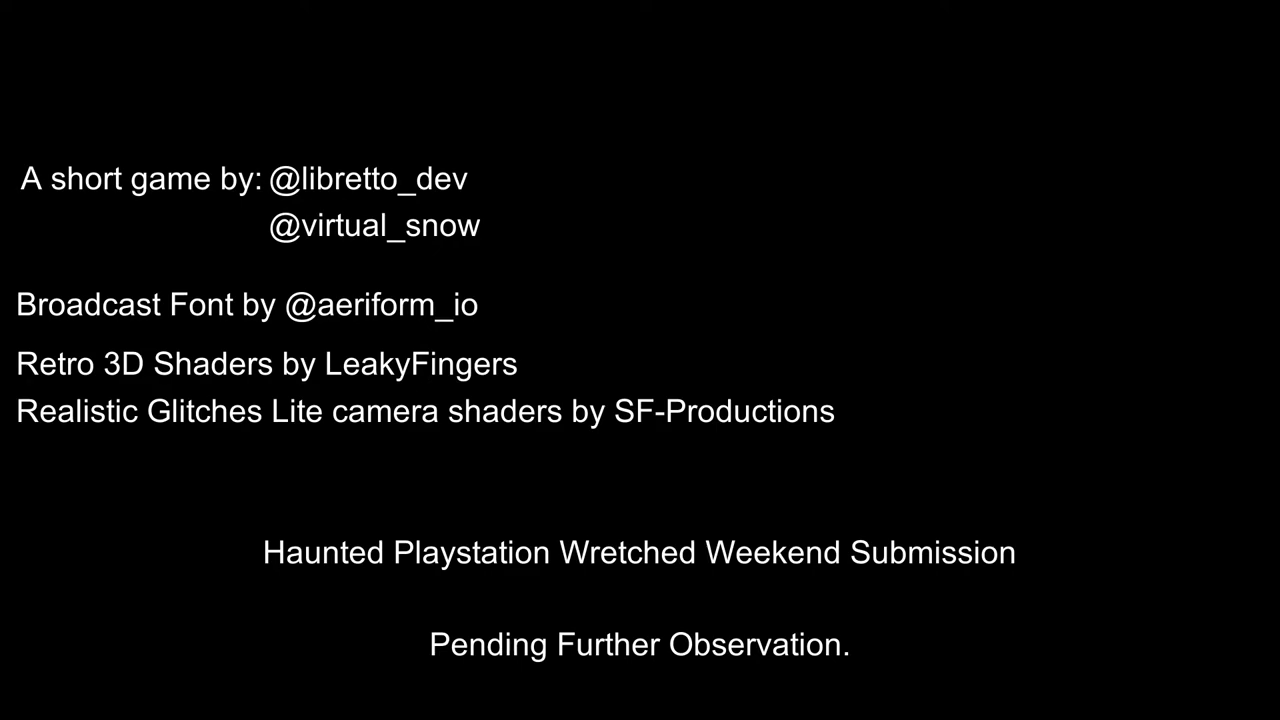 A short game by: @libretto_dev
@virtual_snow
Broadcast Font by @aeriform_io
Retro 3D Shaders by LeakyFingers
Realistic Glitches Lite camera shaders by SF-Productions
Haunted Playstation Wretched Weekend Submission
Pending Further Observation.